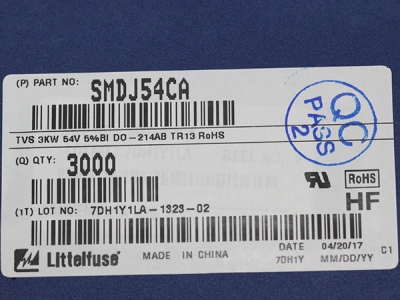 (P) PART NO: SMDJ54CA
TVS 3KW 54V 5%BI DO-214AB TR13 RoHS
(Q) QTY: 3000
QC
PASS
2
RoHS
HF
(1T) LOT NO: 7DH1Y1LA-1323-02
Littelfuse MADE IN CHINA
DATE 04/20/17
7DH1Y MM/DD/YY
C1